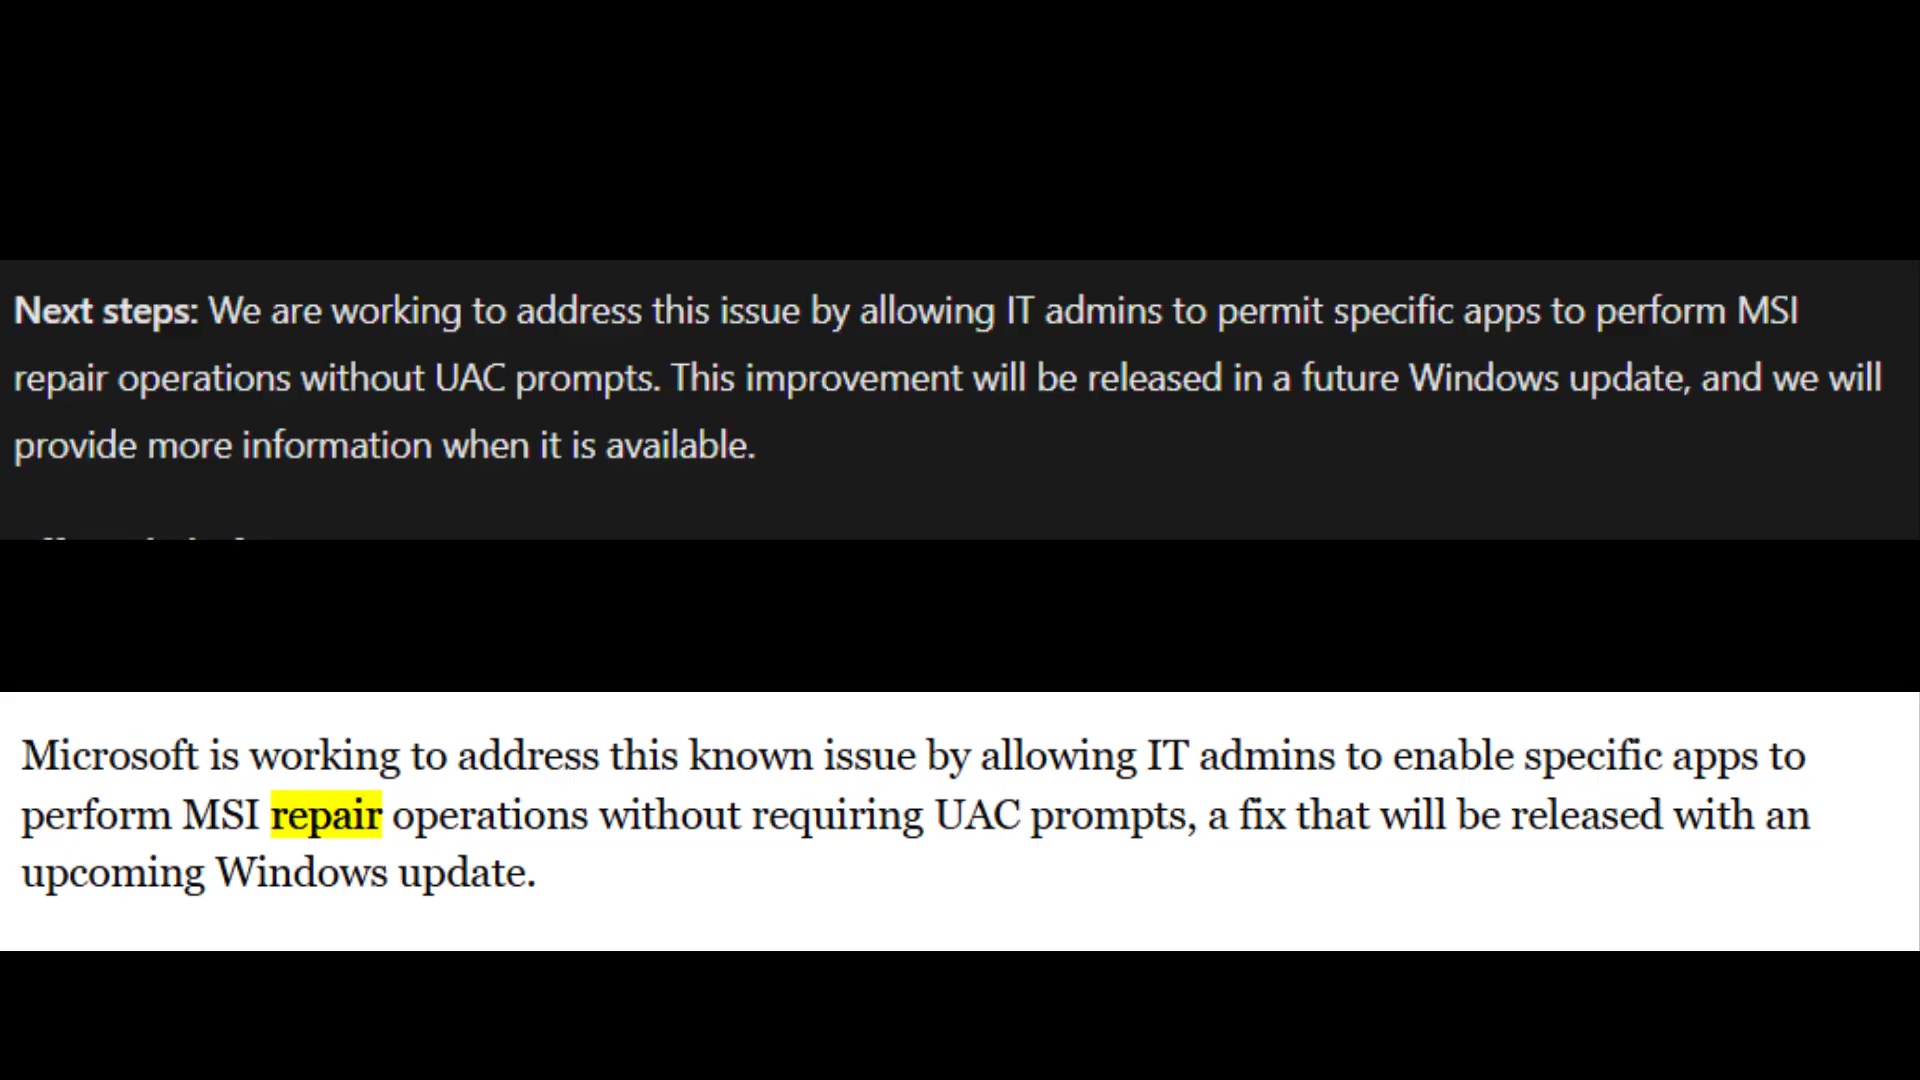 Next steps: We are working to address this issue by allowing IT admins to permit specific apps to perform MSI
repair operations without UAC prompts. This improvement will be released in a future Windows update, and we will
provide more information when it is available.
Microsoft is working to address this known issue by allowing IT admins to enable specific apps to
perform MSI repair operations without requiring UAC prompts, a fix that will be released with an
upcoming Windows update.